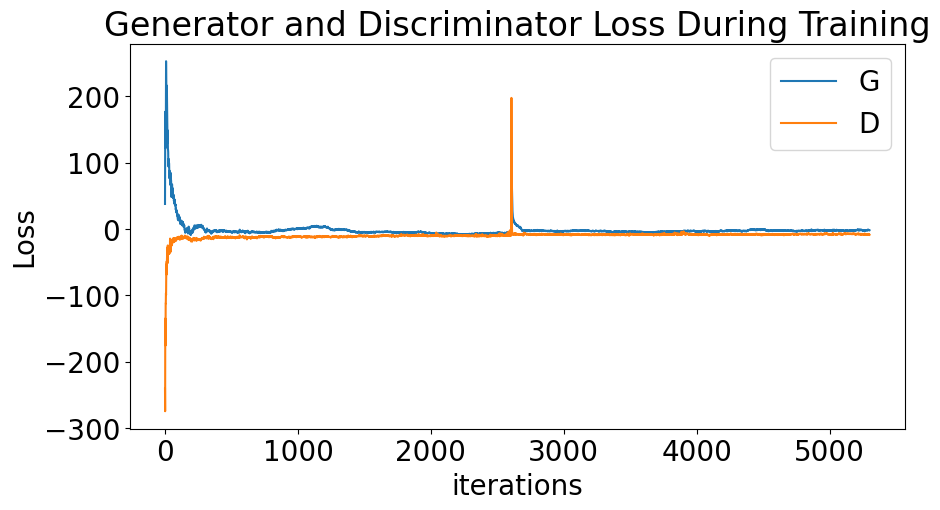 Generator and Discriminator Loss During Training
G
D
200
100
0
−100
−200
−300
Loss
0 1000 2000 3000 4000 5000
iterations